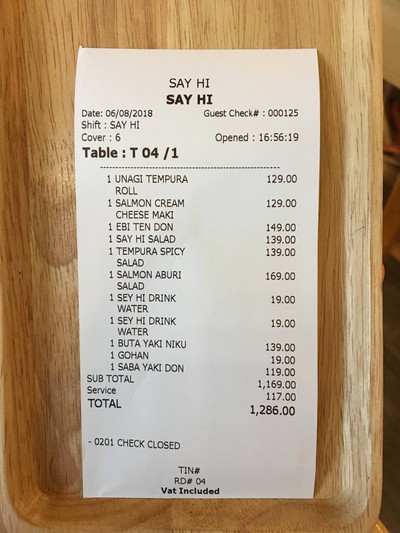 SAY HI
SAY HI
Date: 06/08/2018 Guest Check# : 000125
Shift : SAY HI
Cover : 6 Opened : 16:56:19
Table : T 04 /1
1 UNAGI TEMPURA 129.00
ROLL
1 SALMON CREAM 129.00
CHEESE MAKI
1 EBI TEN DON 149.00
1 SAY HI SALAD 139.00
1 TEMPURA SPICY 139.00
SALAD
1 SALMON ABURI 169.00
SALAD
1 SEY HI DRINK 19.00
WATER
1 SEY HI DRINK 19.00
WATER
1 BUTA YAKI NIKU 139.00
1 GOHAN 19.00
1 SABA YAKI DON 119.00
SUB TOTAL 1,169.00
Service 117.00
TOTAL 1,286.00
- 0201 CHECK CLOSED
TIN#
RD# 04
Vat Included